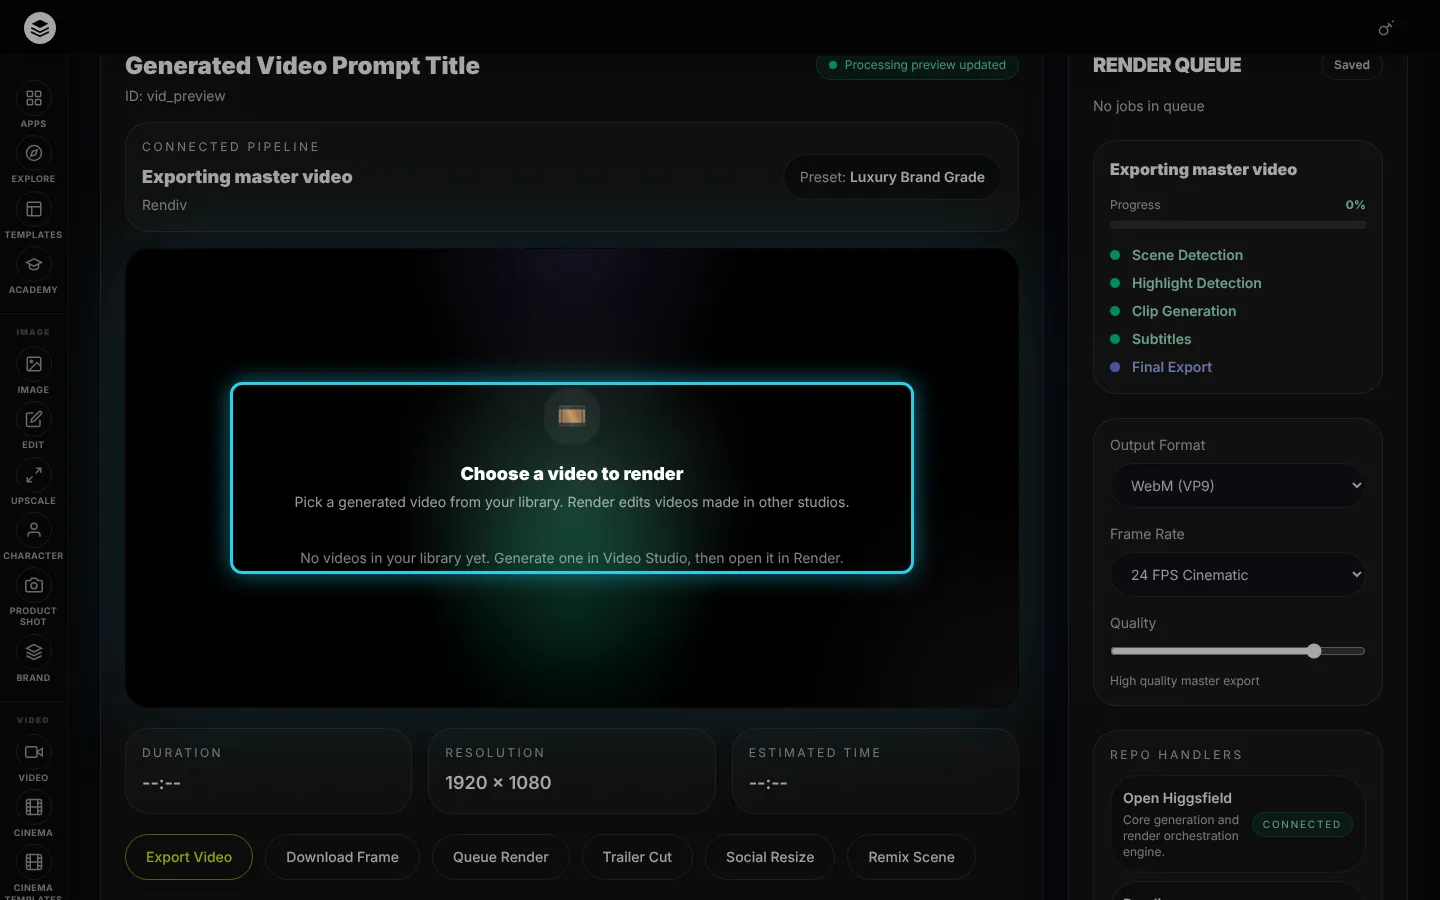 Generated Video Prompt Title
Processing preview updated
ID: vid_preview
CONNECTED PIPELINE
Exporting master video
Rendiv
Preset: Luxury Brand Grade
Choose a video to render
Pick a generated video from your library. Render edits videos made in other studios.
No videos in your library yet. Generate one in Video Studio, then open it in Render.
DURATION
--:--
RESOLUTION
1920 × 1080
ESTIMATED TIME
--:--
Export Video
Download Frame
Queue Render
Trailer Cut
Social Resize
Remix Scene
RENDER QUEUE
Saved
No jobs in queue
Exporting master video
Progress
0%
Scene Detection
Highlight Detection
Clip Generation
Subtitles
Final Export
Output Format
WebM (VP9)
Frame Rate
24 FPS Cinematic
Quality
High quality master export
REPO HANDLERS
Open Higgsfield
Core generation and
render orchestration
engine.
CONNECTED
APPS
EXPLORE
TEMPLATES
ACADEMY
IMAGE
IMAGE
EDIT
UPSCALE
CHARACTER
PRODUCT
SHOT
BRAND
VIDEO
VIDEO
CINEMA
CINEMA
TEMPLATES